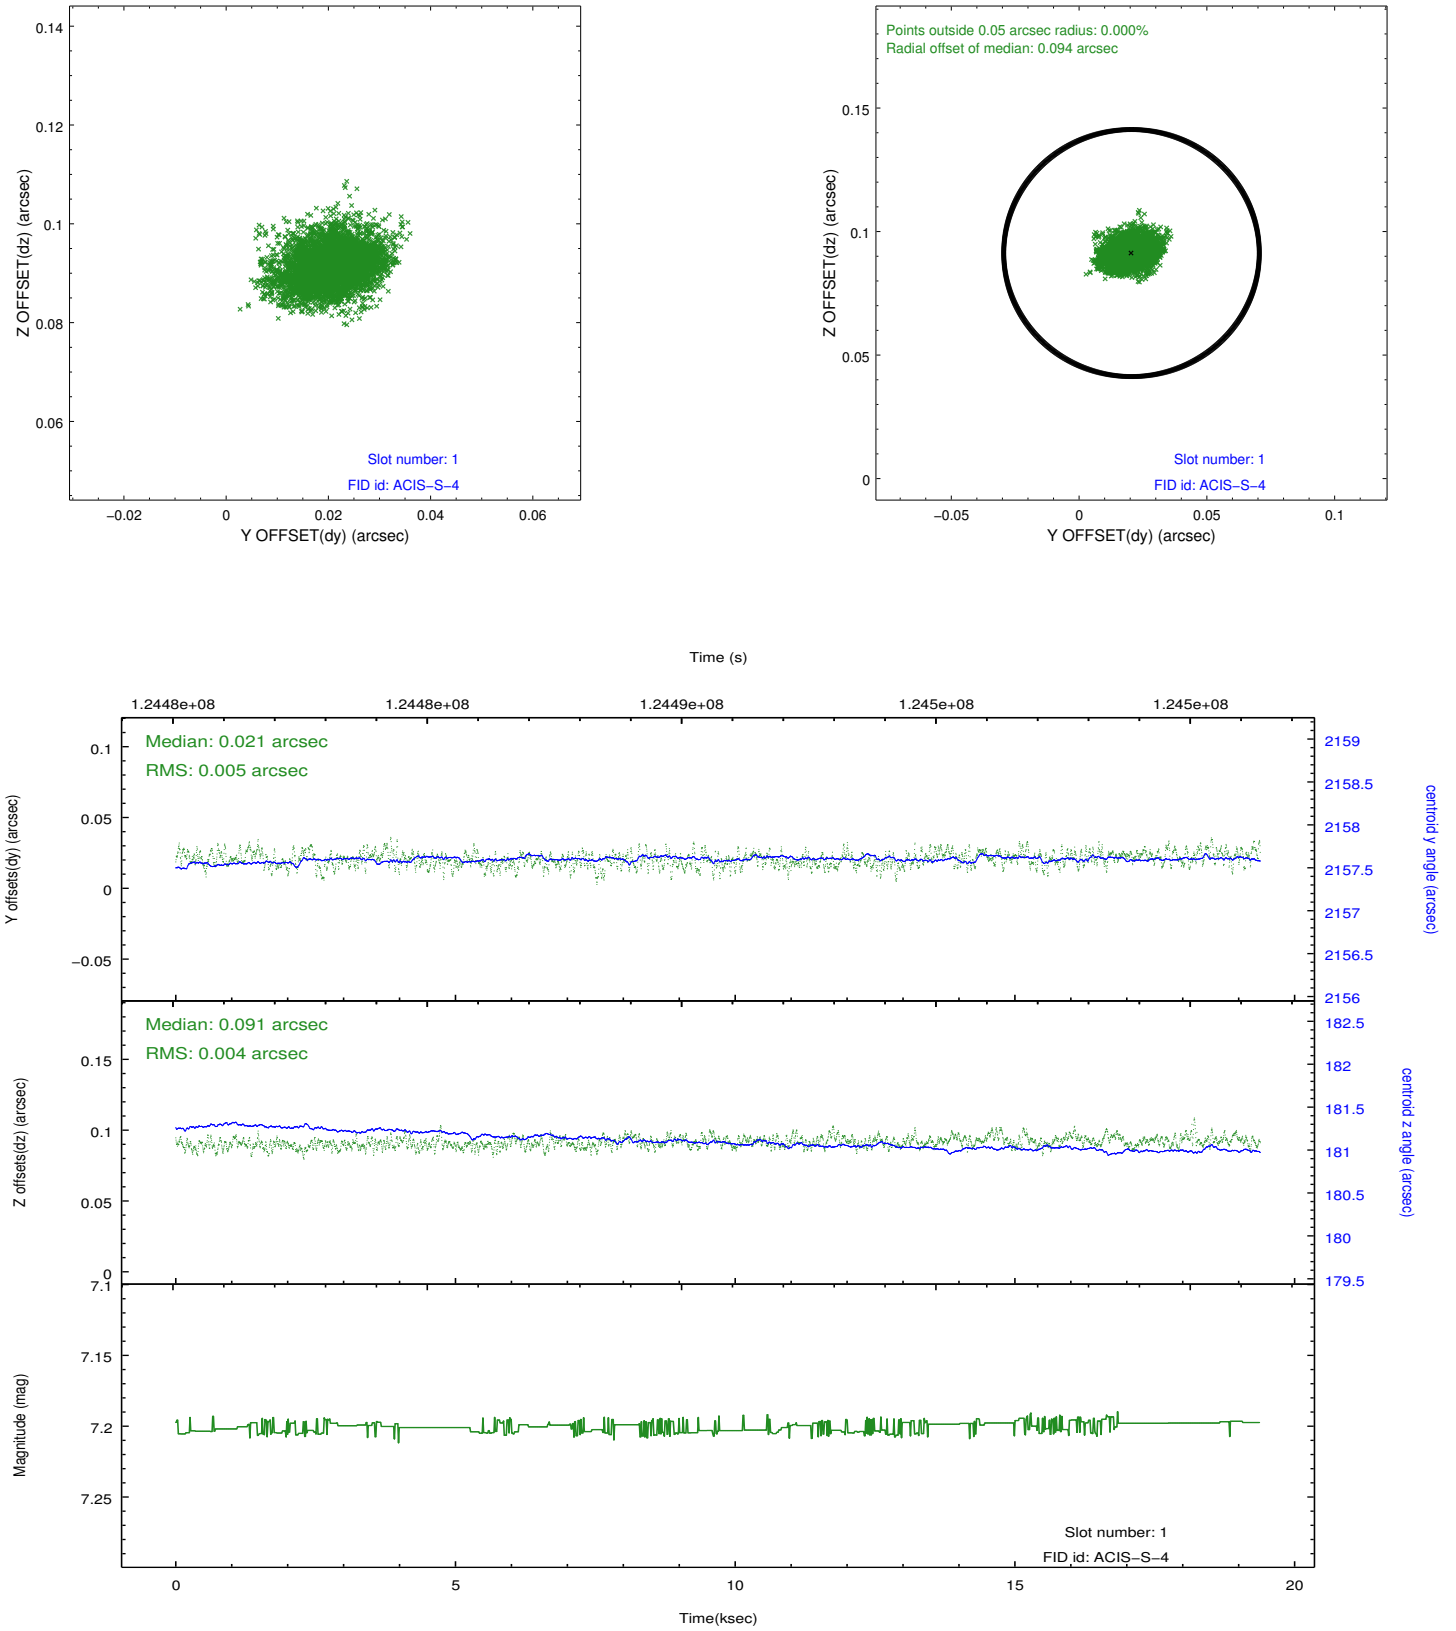 0.14
0.12
0.1
0.08
0.06
Z OFFSET(dz) (arcsec)
Slot number: 1
FID id: ACIS−S−4
−0.02 0 0.02 0.04 0.06
Y OFFSET(dy) (arcsec)
Points outside 0.05 arcsec radius: 0.000%
Radial offset of median: 0.094 arcsec
0.15
0.1
0.05
0
Z OFFSET(dz) (arcsec)
Slot number: 1
FID id: ACIS−S−4
−0.05 0 0.05 0.1
Y OFFSET(dy) (arcsec)
Time (s)
1.2448e+08 1.2448e+08 1.2449e+08 1.245e+08 1.245e+08
Median: 0.021 arcsec
RMS: 0.005 arcsec
0.1
0.05
0
−0.05
Y offsets(dy) (arcsec)
2159
2158.5
2158
2157.5
2157
2156.5
2156
centroid y angle (arcsec)
Median: 0.091 arcsec
RMS: 0.004 arcsec
0.15
0.1
0.05
0
Z offsets(dz) (arcsec)
182.5
182
181.5
181
180.5
180
179.5
centroid z angle (arcsec)
7.1
7.15
7.2
7.25
Magnitude (mag)
Slot number: 1
FID id: ACIS−S−4
0 5 10 15 20
Time(ksec)